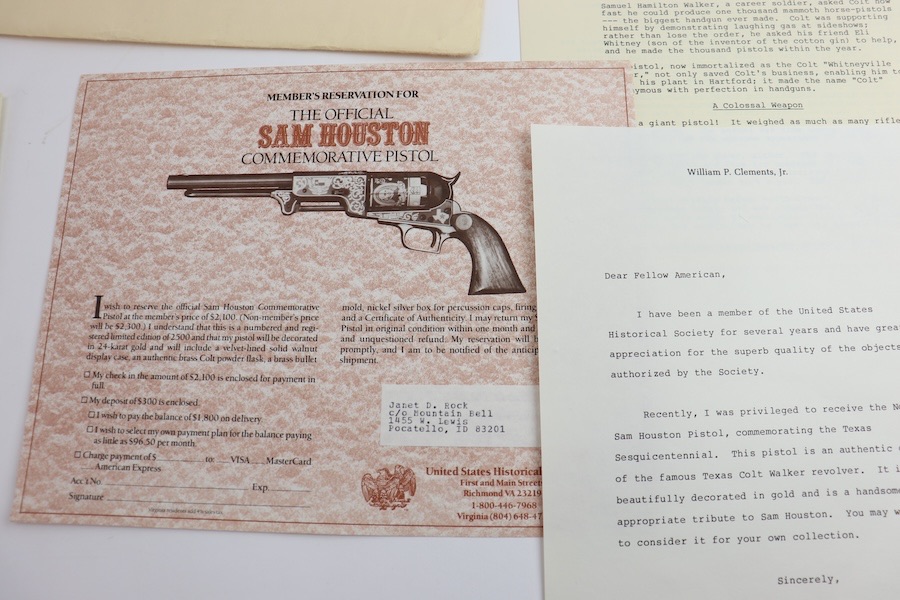 Samuel Hamilton Walker, a career soldier, asked Colt how
fast he could produce one thousand mammoth horse-pistols
--- the biggest handgun ever made. Colt was supporting
himself by demonstrating laughing gas at sideshows;
rather than lose the order, he asked his friend Eli
Whitney (son of the inventor of the cotton gin) to help,
and he made the thousand pistols within the year.
pistol, now immortalized as the Colt "Whitneyville
," not only saved Colt's business, enabling him to
his plant in Hartford; it made the name "Colt"
ymous with perfection in handguns.
A Colossal Weapon
a giant pistol! It weighed as much as many rifle
MEMBER'S RESERVATION FOR
THE OFFICIAL
SAM HOUSTON
COMMEMORATIVE PISTOL
I wish to reserve the official Sam Houston Commemorative
Pistol at the member's price of $2,100. (Non-member's price
will be $2,300.) I understand that this is a numbered and regi-
stered limited edition of 2500 and that my pistol will be decorated
in 24-karat gold and will include a velvet-lined solid walnut
display case, an authentic brass Colt powder flask, a brass bullet
mold, nickel silver box for percussion caps, firing
and a Certificate of Authenticity. I may return my
Pistol in original condition within one month and
and unquestioned refund. My reservation will b
promptly, and I am to be notified of the anticip
shipment.
My check in the amount of $2,100 is enclosed for payment in
full.
My deposit of $300 is enclosed.
I wish to pay the balance of $1,800 on delivery.
I wish to select my own payment plan for the balance paying
as little as $96.50 per month.
Charge payment of $ to: VISA MasterCard
American Express
Acc't No. Exp.
Signature
Virginia residents add 4% sales tax.
Janet D. Rock
c/o Mountain Bell
1455 W. Lewis
Pocatello, ID 83201
United States Historical
First and Main Streets
Richmond VA 23219
1-800-446-7968
Virginia (804) 648-47
William P. Clements, Jr.
Dear Fellow American,
I have been a member of the United States
Historical Society for several years and have grea
appreciation for the superb quality of the objects
authorized by the Society.
Recently, I was privileged to receive the N
Sam Houston Pistol, commemorating the Texas
Sesquicentennial. This pistol is an authentic
of the famous Texas Colt Walker revolver. It i
beautifully decorated in gold and is a handsome
appropriate tribute to Sam Houston. You may w
to consider it for your own collection.
Sincerely,